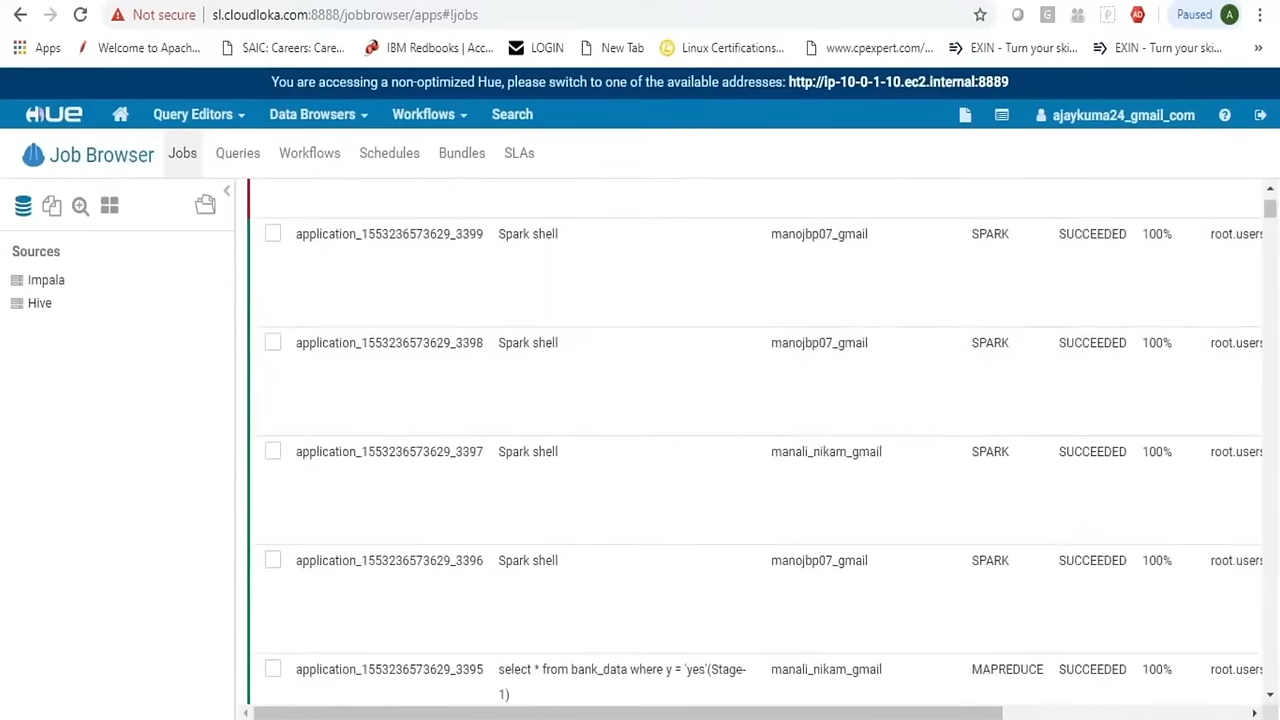 Not secure sl.cloudloka.com:8888/jobbrowser/apps#!jobs Paused A
Apps Welcome to Apach... SAIC: Careers: Care... IBM Redbooks | Acc... LOGIN New Tab Linux Certifications... www.cpexpert.com/... EXIN - Turn your ski... EXIN - Turn your ski... »
You are accessing a non-optimized Hue, please switch to one of the available addresses: http://ip-10-0-1-10.ec2.internal:8889
HUE Query Editors Data Browsers Workflows Search ajaykuma24_gmail_com
Job Browser Jobs Queries Workflows Schedules Bundles SLAs
Sources
Impala
Hive
application_1553236573629_3399 Spark shell manojbp07_gmail SPARK SUCCEEDED 100% root.users
application_1553236573629_3398 Spark shell manojbp07_gmail SPARK SUCCEEDED 100% root.users
application_1553236573629_3397 Spark shell manali_nikam_gmail SPARK SUCCEEDED 100% root.users
application_1553236573629_3396 Spark shell manojbp07_gmail SPARK SUCCEEDED 100% root.users
application_1553236573629_3395 select * from bank_data where y = 'yes'(Stage- manali_nikam_gmail MAPREDUCE SUCCEEDED 100% root.users
1)